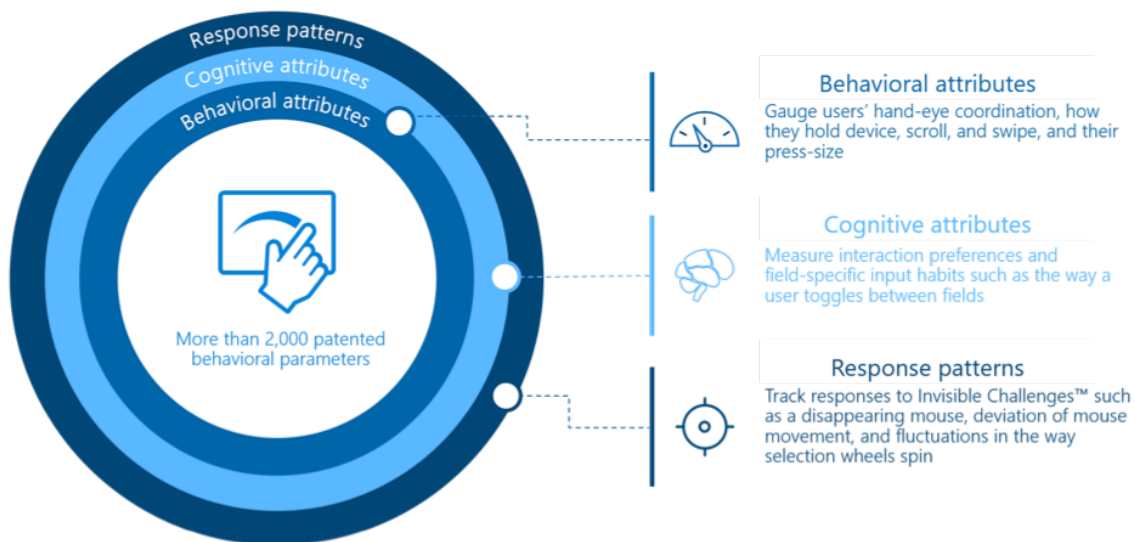 Response patterns
Cognitive attributes
Behavioral attributes
More than 2,000 patented
behavioral parameters
Behavioral attributes
Gauge users’ hand-eye coordination, how
they hold device, scroll, and swipe, and their
press-size
Cognitive attributes
Measure interaction preferences and
field-specific input habits such as the way a
user toggles between fields
Response patterns
Track responses to Invisible Challenges™ such
as a disappearing mouse, deviation of mouse
movement, and fluctuations in the way
selection wheels spin